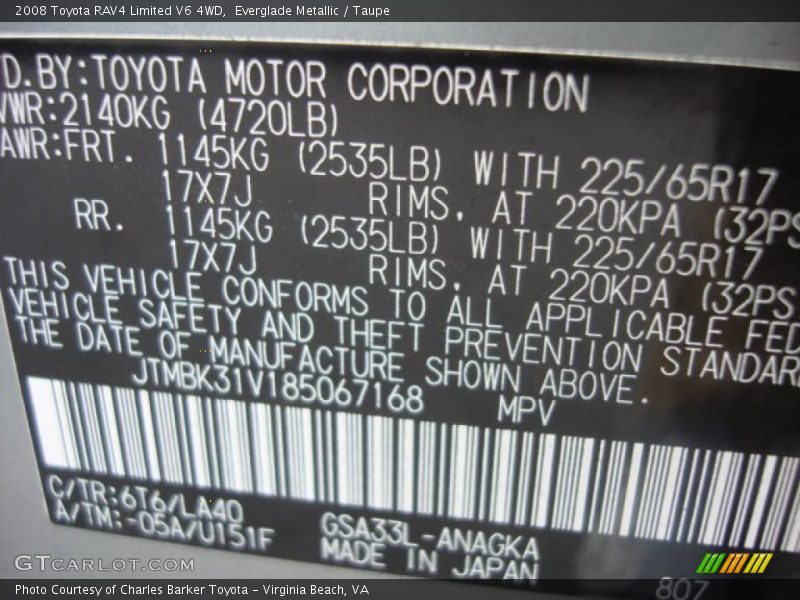 2008 Toyota RAV4 Limited V6 4WD,  Everglade Metallic / Taupe
D.BY:TOYOTA MOTOR CORPORATION
VWR:2140KG (4720LB)
AWR:FRT. 1145KG (2535LB) WITH 225/65R17
17X7J RIMS, AT 220KPA (32PS
RR. 1145KG (2535LB) WITH 225/65R17
17X7J RIMS, AT 220KPA (32PS
THIS VEHICLE CONFORMS TO ALL APPLICABLE FED
VEHICLE SAFETY AND THEFT PREVENTION STANDAR
THE DATE OF MANUFACTURE SHOWN ABOVE.
JTMBK31V185067168 MPV
C/TR:6T6/LA40
A/TM:-05A/U151F
GSA33L-ANAGKA
MADE IN JAPAN
807
GTCARLOT.COM
Photo Courtesy of Charles Barker Toyota - Virginia Beach, VA